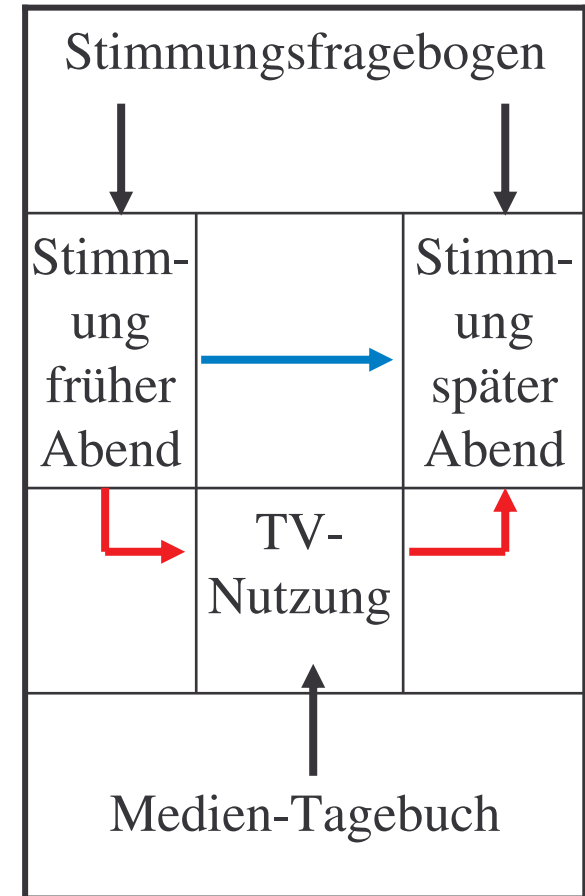 Stimmungsfragebogen
Stimm-
ung
früher
Abend
Stimm-
ung
später
Abend
TV-
Nutzung
Medien-Tagebuch